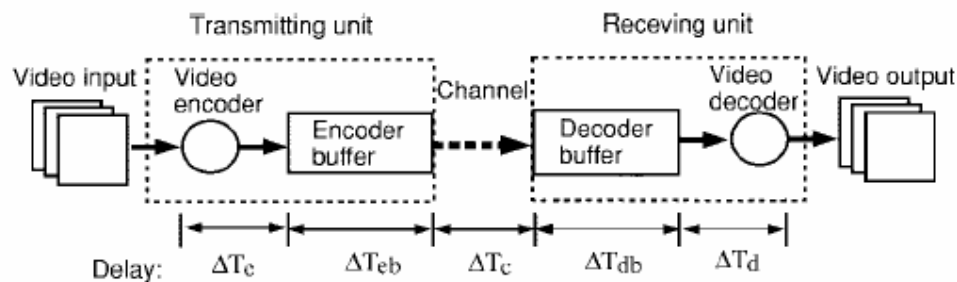 Transmitting unit
Receving unit
Video input
Video
encoder
Channel
Video
decoder
Video output
Encoder
buffer
Decoder
buffer
Delay:
ΔTe
ΔTeb
ΔTc
ΔTdb
ΔTd